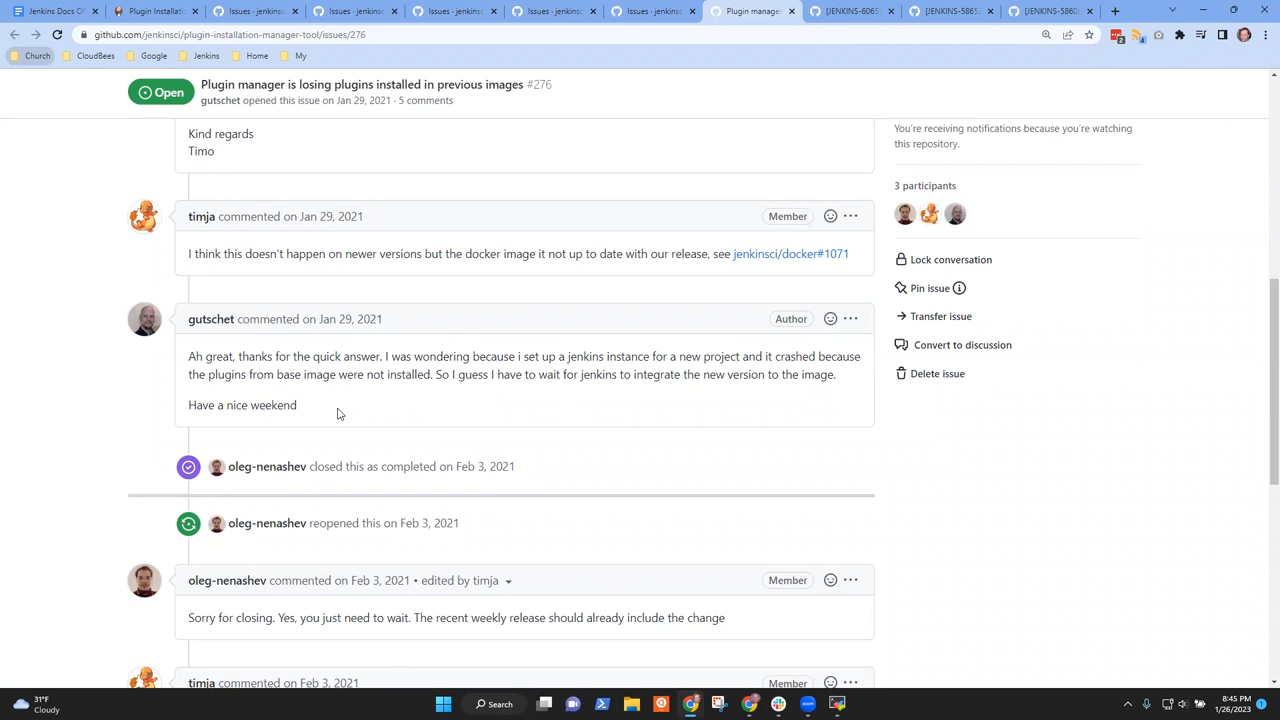 Jenkins Docs Of
Plugin Installati
Issues · jenkins
Issues · jenkinsc
Issues · jenkinsc
Issues · jenkinsc
Issues · jenkinsc
Plugin manager
[JENKINS-6065
[JENKINS-5865
[JENKINS-5860
github.com/jenkinsci/plugin-installation-manager-tool/issues/276
Church
CloudBees
Google
Jenkins
Home
My
Open
Plugin manager is losing plugins installed in previous images #276
gutschet opened this issue on Jan 29, 2021 · 5 comments
Kind regards
Timo
timja commented on Jan 29, 2021
Member
I think this doesn't happen on newer versions but the docker image it not up to date with our release, see jenkinsci/docker#1071
gutschet commented on Jan 29, 2021
Author
Ah great, thanks for the quick answer. I was wondering because i set up a jenkins instance for a new project and it crashed because
the plugins from base image were not installed. So I guess I have to wait for jenkins to integrate the new version to the image.
Have a nice weekend
oleg-nenashev closed this as completed on Feb 3, 2021
oleg-nenashev reopened this on Feb 3, 2021
oleg-nenashev commented on Feb 3, 2021 • edited by timja
Member
Sorry for closing. Yes, you just need to wait. The recent weekly release should already include the change
timja commented on Feb 3, 2021
Member
You're receiving notifications because you're watching
this repository.
3 participants
Lock conversation
Pin issue
Transfer issue
Convert to discussion
Delete issue
31°F
Cloudy
Search
8:45 PM
1/26/2023